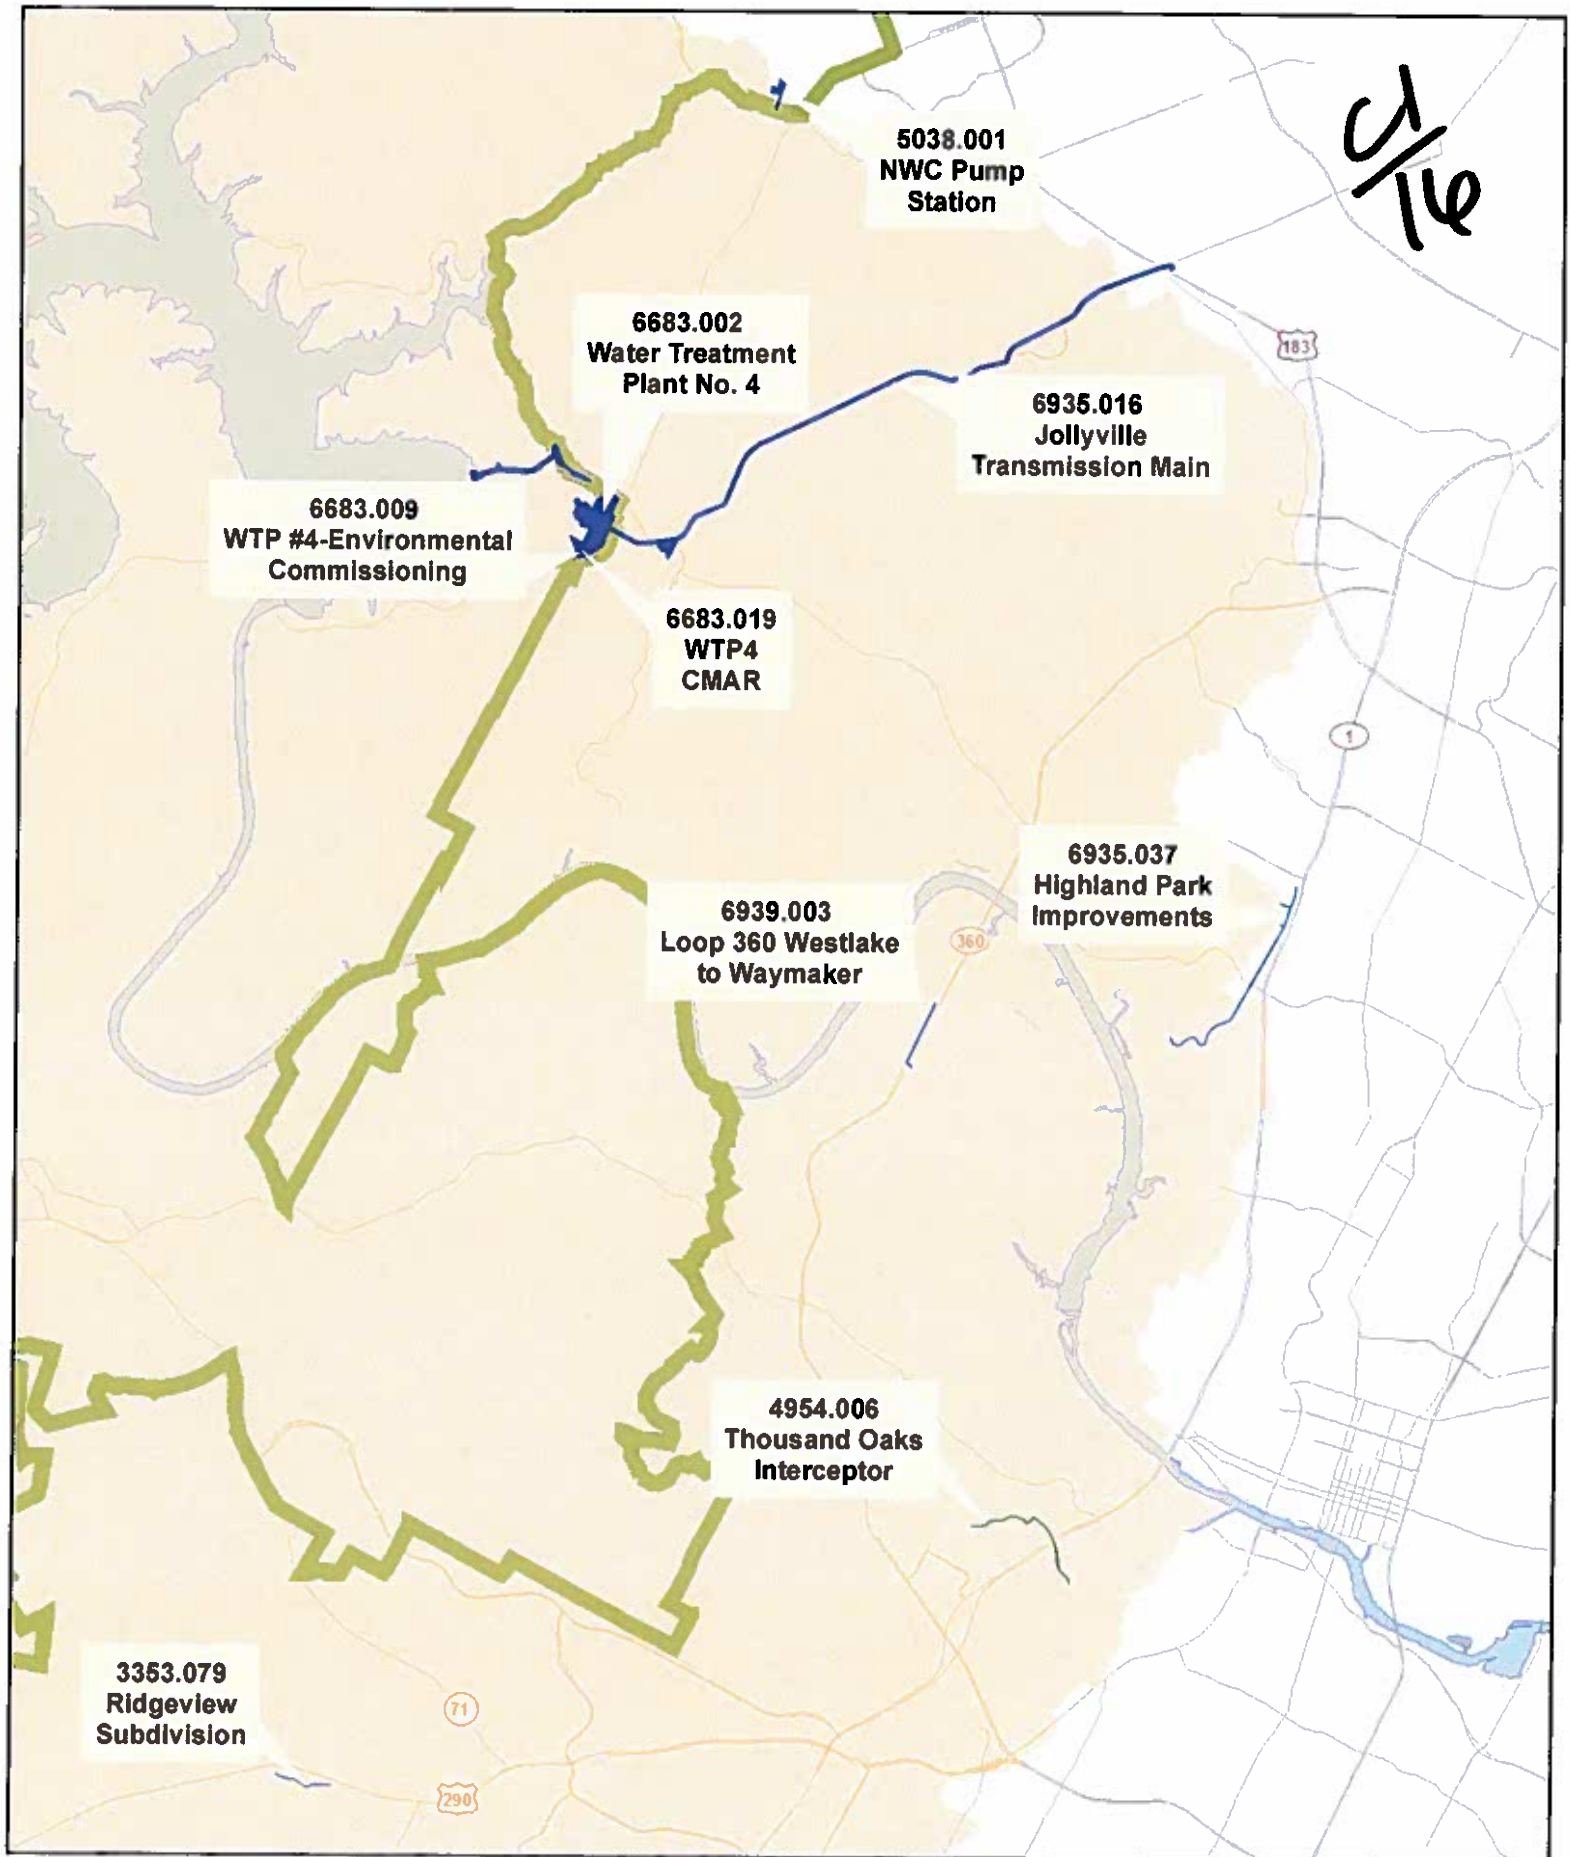 C1/16
5038.001
NWC Pump
Station
6683.002
Water Treatment
Plant No. 4
183
6935.016
Jollyville
Transmission Main
6683.009
WTP #4-Environmental
Commissioning
6683.019
WTP4
CMAR
1
6935.037
Highland Park
Improvements
6939.003
Loop 360 Westlake
to Waymaker
360
4954.006
Thousand Oaks
Interceptor
3353.079
Ridgeview
Subdivision
71
290